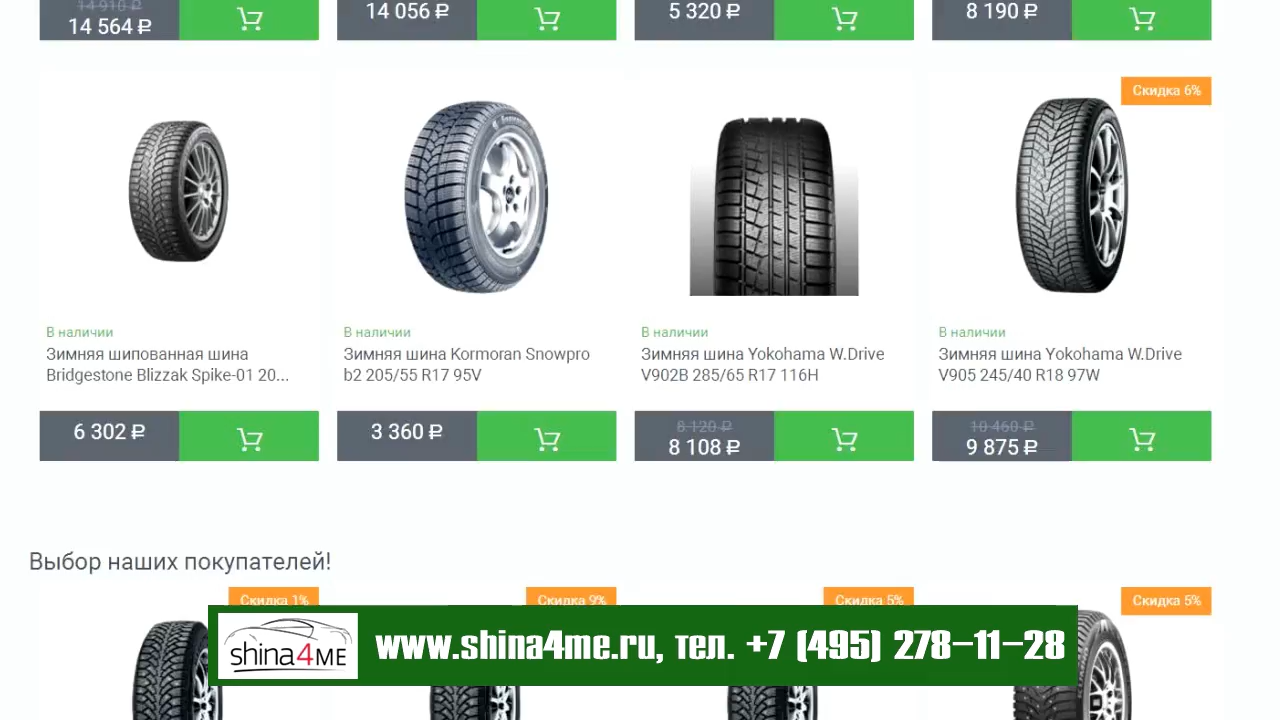 14 910 ₽
14 564 ₽
14 056 ₽
5 320 ₽
8 190 ₽
Скидка 6%
В наличии
Зимняя шипованная шина
Bridgestone Blizzak Spike-01 20...
6 302 ₽
В наличии
Зимняя шина Kormoran Snowpro
b2 205/55 R17 95V
3 360 ₽
В наличии
Зимняя шина Yokohama W.Drive
V902B 285/65 R17 116H
8 120 ₽
8 108 ₽
В наличии
Зимняя шина Yokohama W.Drive
V905 245/40 R18 97W
10 460 ₽
9 875 ₽
Выбор наших покупателей!
Скидка 1%
Скидка 9%
Скидка 5%
Скидка 5%
shina4ME
www.shina4me.ru, тел. +7 (495) 278-11-28